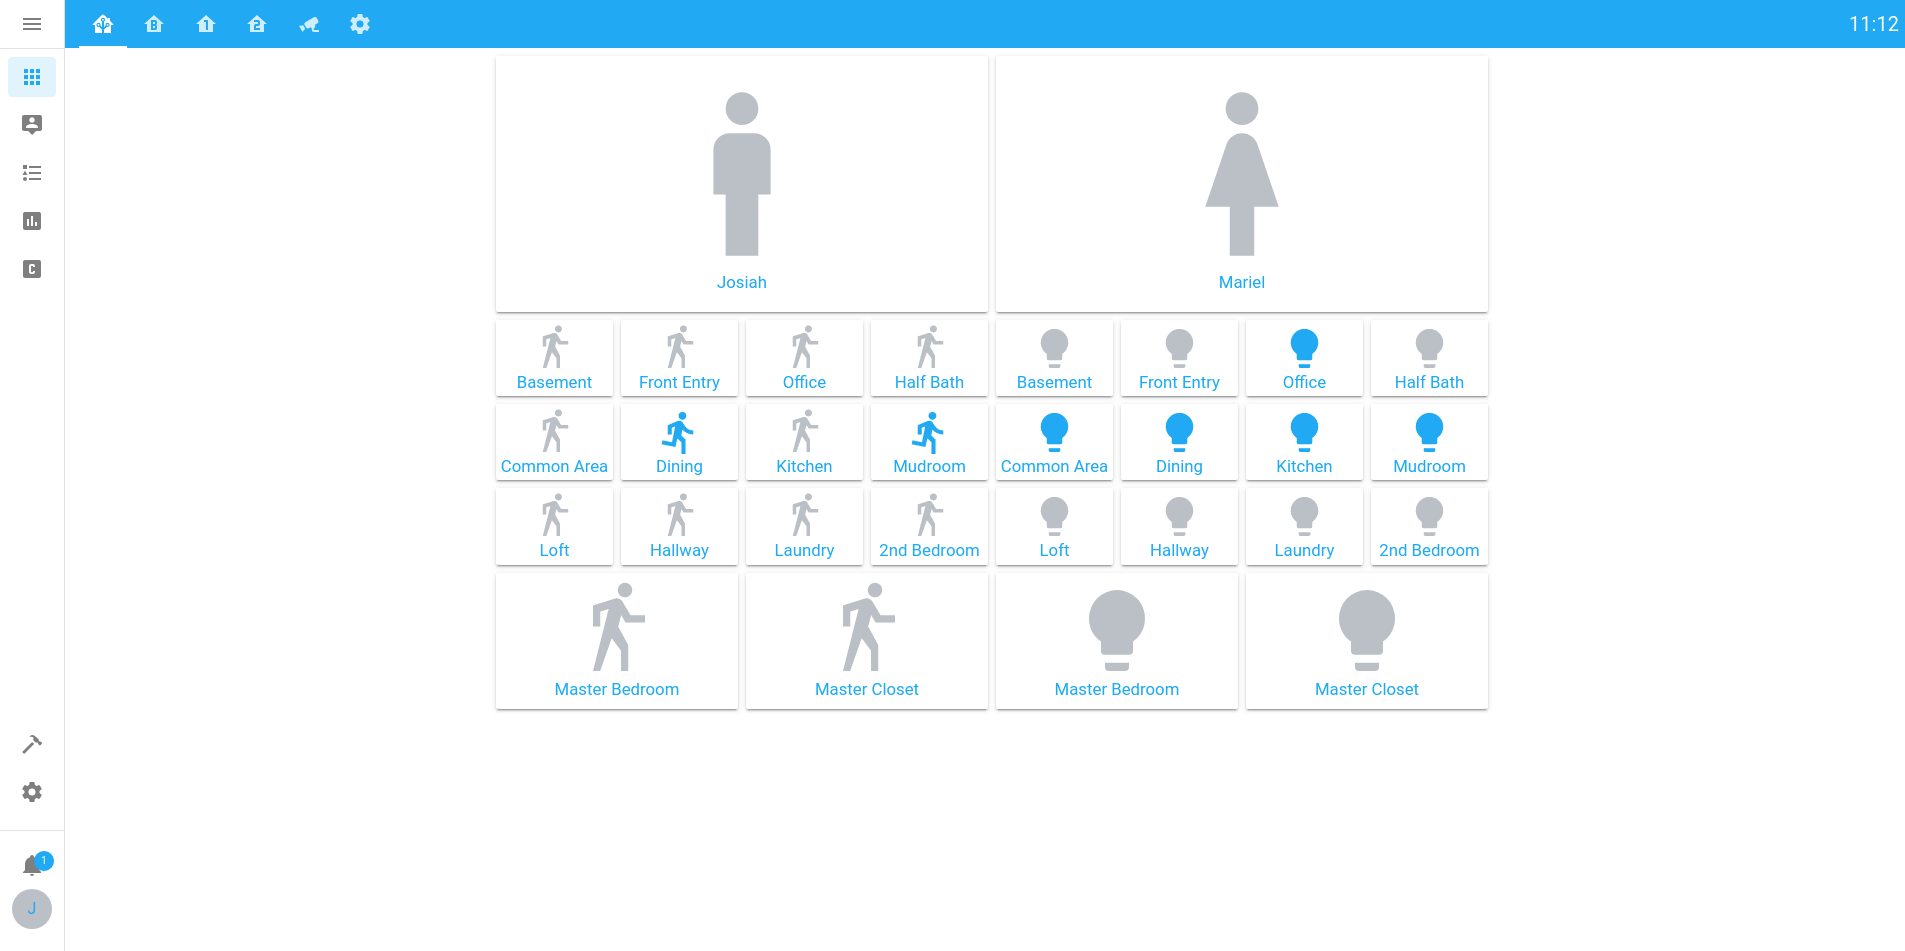 B
1
2
11:12
C
Josiah
Mariel
Basement
Front Entry
Office
Half Bath
Basement
Front Entry
Office
Half Bath
Common Area
Dining
Kitchen
Mudroom
Common Area
Dining
Kitchen
Mudroom
Loft
Hallway
Laundry
2nd Bedroom
Loft
Hallway
Laundry
2nd Bedroom
Master Bedroom
Master Closet
Master Bedroom
Master Closet
1
J